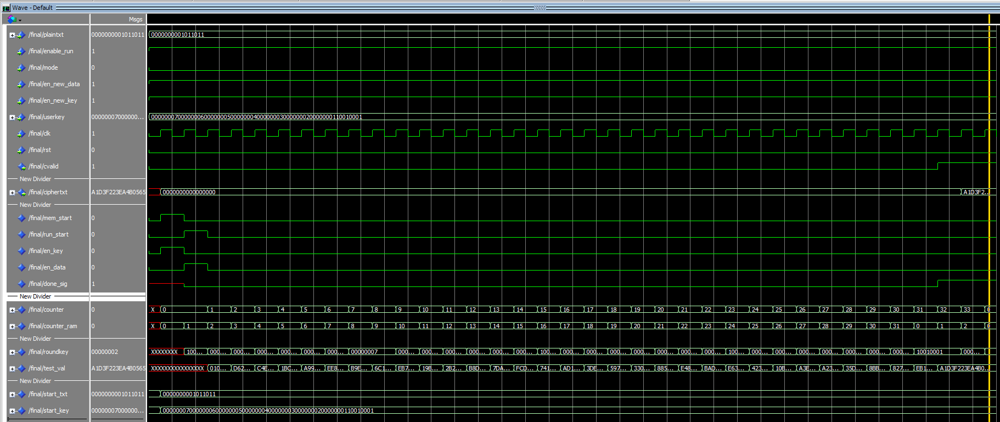 Wave - Default
Msgs
/final/plaintxt 0000000001011011 0000000001011011
/final/enable_run 1
/final/mode 0
/final/en_new_data 1
/final/en_new_key 1
/final/userkey 00000007000000... 0000000700000006000000050000000400000003000000020000000110010001
/final/clk 1
/final/rst 0
/final/cvalid 1
New Divider
/final/ciphertxt A1D3F223EA4B0565 0000000000000000 A1D3F2...
New Divider
/final/mem_start 0
/final/run_start 0
/final/en_key 0
/final/en_data 0
/final/done_sig 1
New Divider
/final/counter 0 X 0 1 2 3 4 5 6 7 8 9 10 11 12 13 14 15 16 17 18 19 20 21 22 23 24 25 26 27 28 29 30 31 32 33 0
/final/counter_ram 0 X 0 1 2 3 4 5 6 7 8 9 10 11 12 13 14 15 16 17 18 19 20 21 22 23 24 25 26 27 28 29 30 31 0 1 2 0
New Divider
/final/roundkey 00000002 XXXXXXXX 100... 000... 000... 000... 000... 000... 000... 00000007 000... 000... 000... 000... 000... 000... 100... 000... 000... 000... 000... 000... 000... 000... 100... 000... 000... 000... 000... 000... 000... 000... 10010001 000...
/final/test_val A1D3F223EA4B0565 XXXXXXXXXXXXXXXX 010... D62... C4E... 1BC... A99... EE8... B9E... 6C1... EB7... 19B... 2B2... B8D... 7DA... FCD... 741... AD1... 3DE... 597... 330... 885... E48... BAD... E63... 423... 10B... A3E... A23... 35D... 8BB... 827... EB1... A1D3F223EA4B0...
New Divider
/final/start_txt 0000000001011011 0000000001011011
/final/start_key 00000007000000... 0000000700000006000000050000000400000003000000020000000110010001